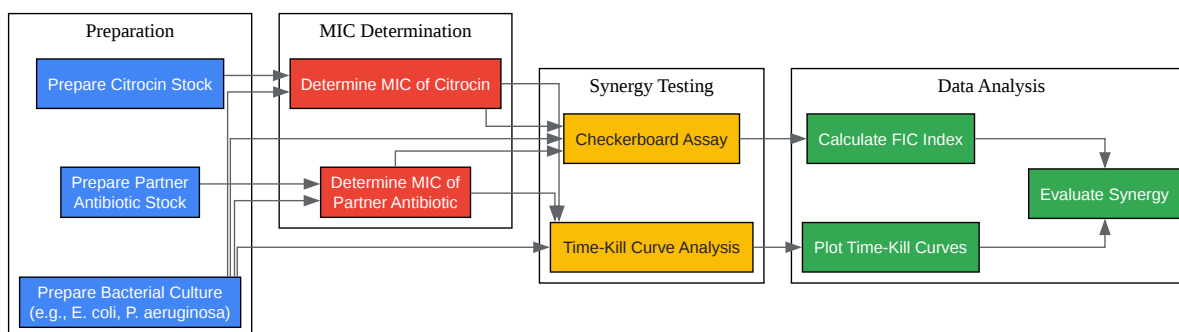 Preparation
Prepare Citrocin Stock
Prepare Partner
Antibiotic Stock
Prepare Bacterial Culture
(e.g., E. coli, P. aeruginosa)
MIC Determination
Determine MIC of Citrocin
Determine MIC of
Partner Antibiotic
Synergy Testing
Checkerboard Assay
Time-Kill Curve Analysis
Data Analysis
Calculate FIC Index
Plot Time-Kill Curves
Evaluate Synergy